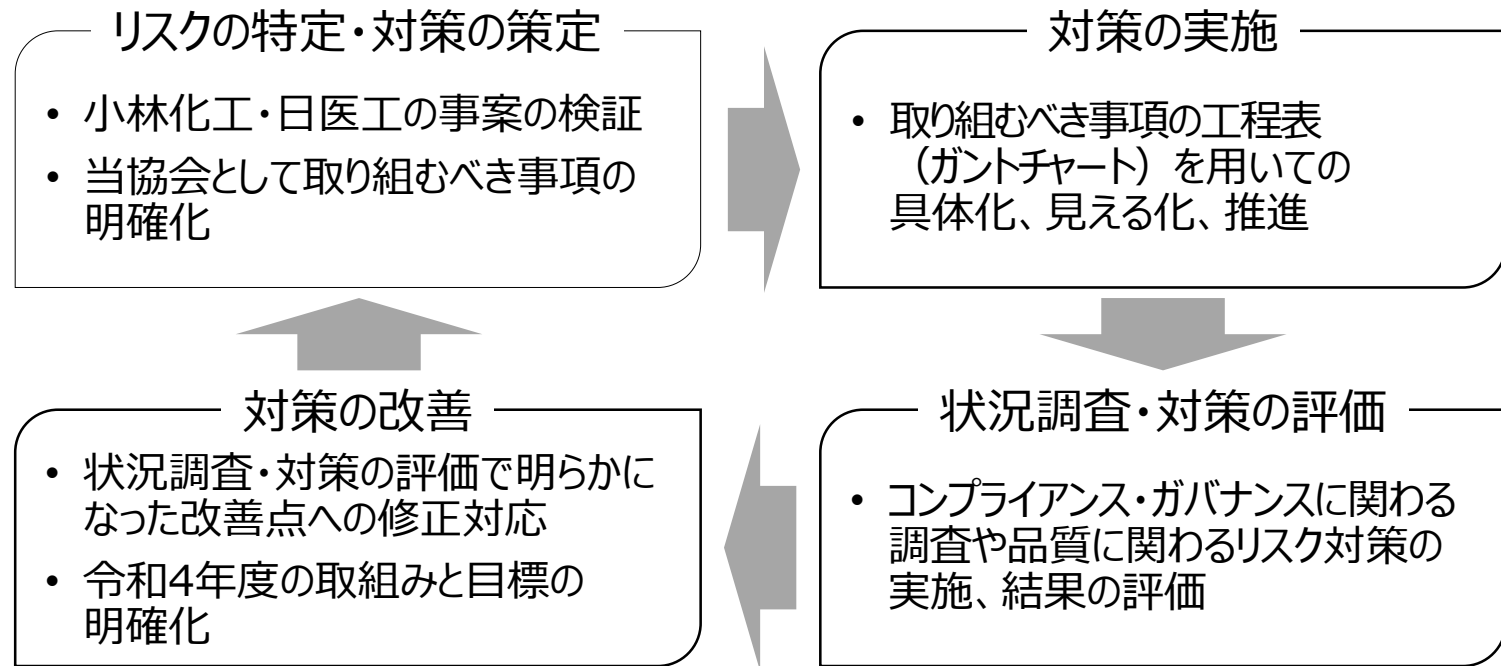 リスクの特定・対策の策定
• 小林化工・日医工の事案の検証
• 当協会として取り組むべき事項の
明確化
対策の実施
• 取り組むべき事項の工程表
（ガントチャート）を用いての
具体化、見える化、推進
状況調査・対策の評価
• コンプライアンス・ガバナンスに関わる
調査や品質に関わるリスク対策の
実施、結果の評価
対策の改善
• 状況調査・対策の評価で明らかに
なった改善点への修正対応
• 令和4年度の取組みと目標の
明確化